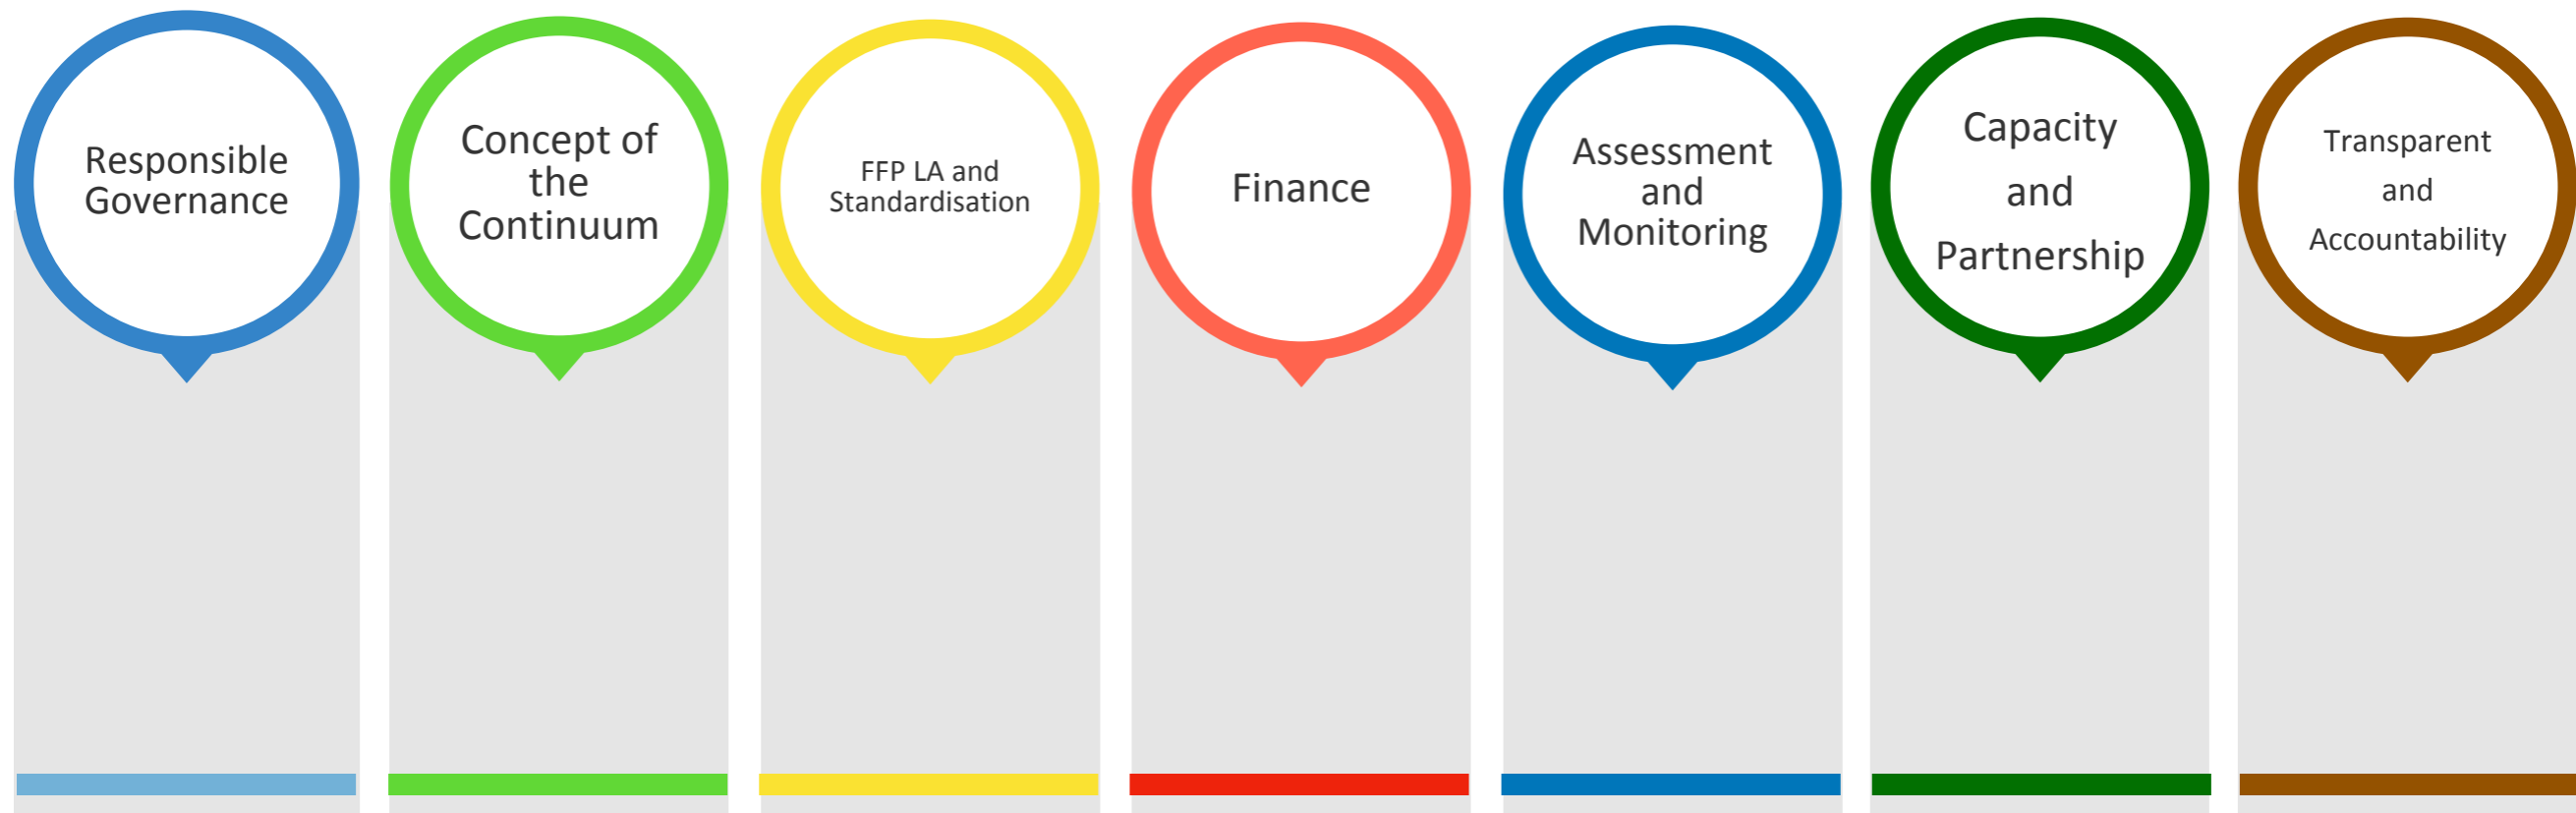 Responsible
Governance
Concept of
the
Continuum
FFP LA and
Standardisation
Finance
Assessment
and
Monitoring
Capacity
and
Partnership
Transparent
and
Accountability